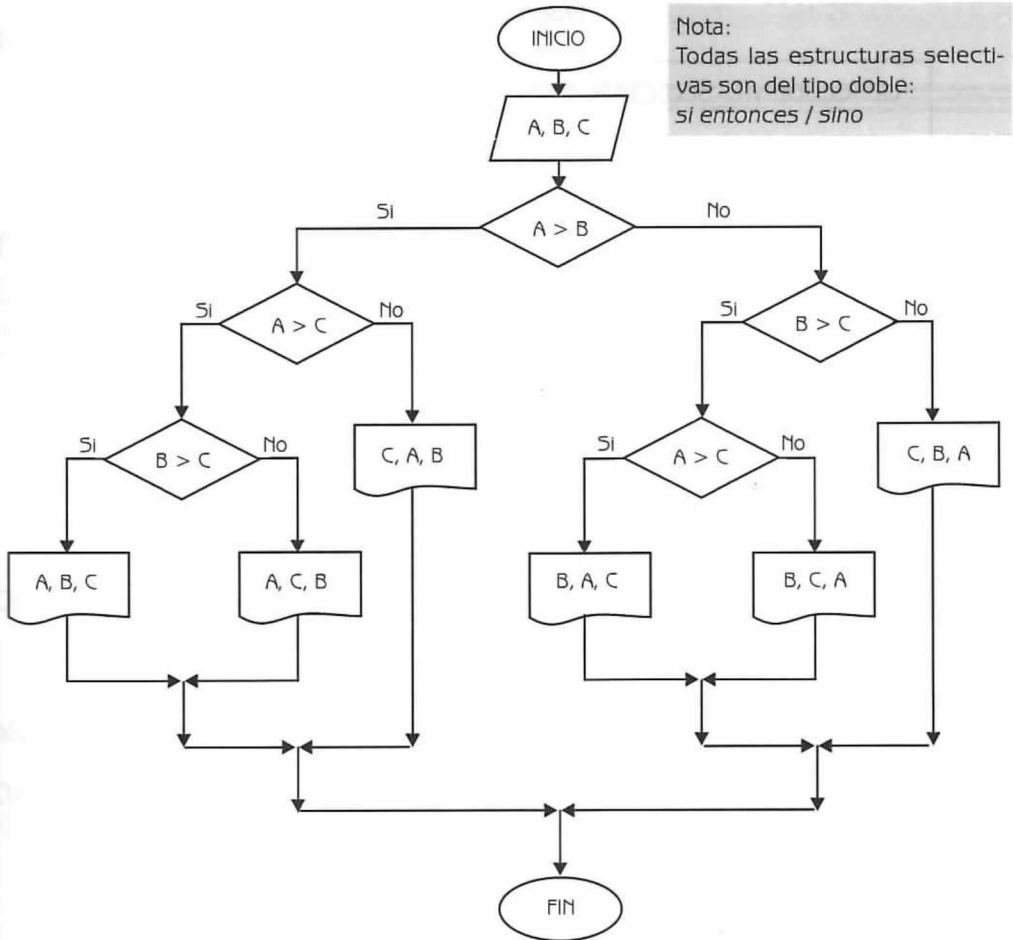 INICIO
Nota:
Todas las estructuras selecti-
vas son del tipo doble:
si entonces / sino
A, B, C
A > B
Si
No
A > C
Si
No
B > C
Si
No
B > C
Si
No
C, A, B
A > C
Si
No
C, B, A
A, B, C
A, C, B
B, A, C
B, C, A
FIN